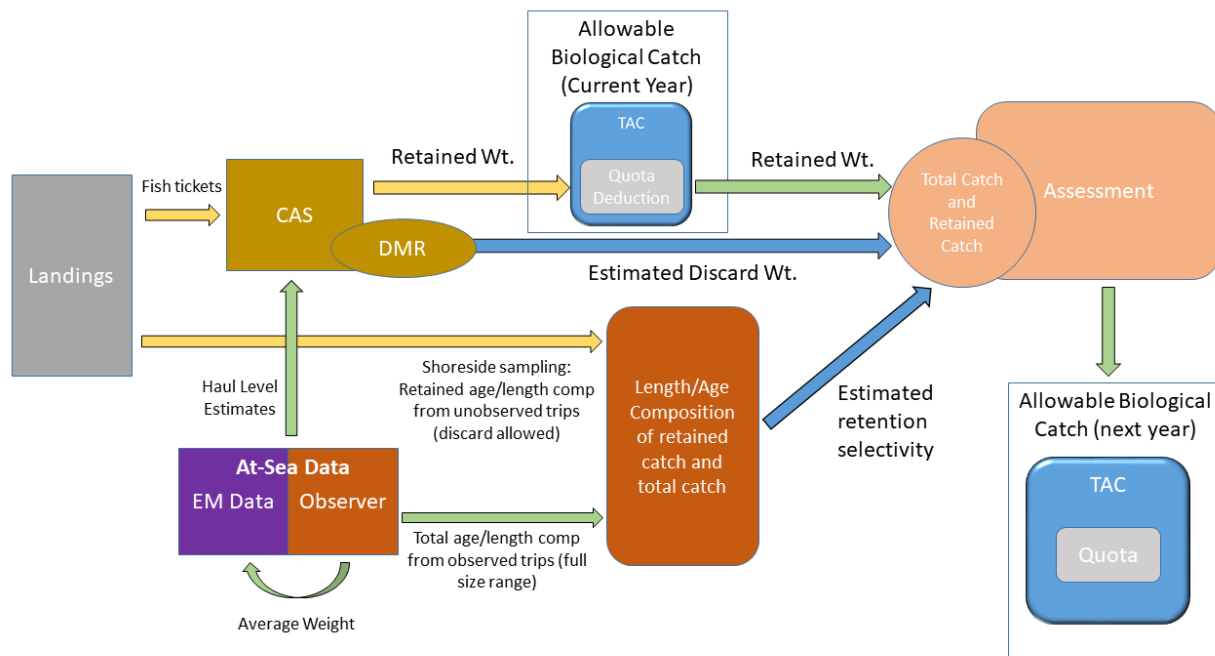 Allowable
Biological Catch
(Current Year)
TAC
Quota
Deduction
Retained Wt.
Retained Wt.
Fish tickets
CAS
DMR
Landings
Total Catch
and
Retained
Catch
Assessment
Estimated Discard Wt.
Haul Level
Estimates
Shoreside sampling:
Retained age/length comp
from unobserved trips
(discard allowed)
Length/Age
Composition
of retained
catch and
total catch
Estimated
retention
selectivity
Allowable Biological
Catch (next year)
TAC
Quota
At-Sea Data
EM Data
Observer
Total age/length comp
from observed trips (full
size range)
Average Weight